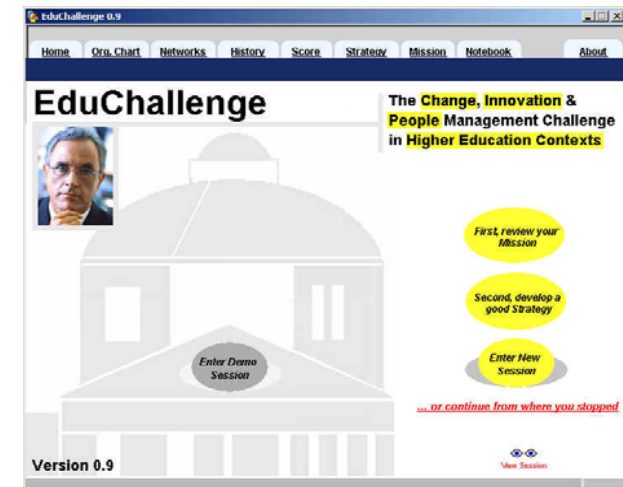 EduChallenge 0.9
Home Org. Chart Networks History Score Strategy Mission Notebook About
EduChallenge
The Change, Innovation &
People Management Challenge
in Higher Education Contexts
First, review your
Mission
Second, develop a
good Strategy
Enter Demo
Session
Enter New
Session
... or continue from where you stopped
View Session
Version 0.9